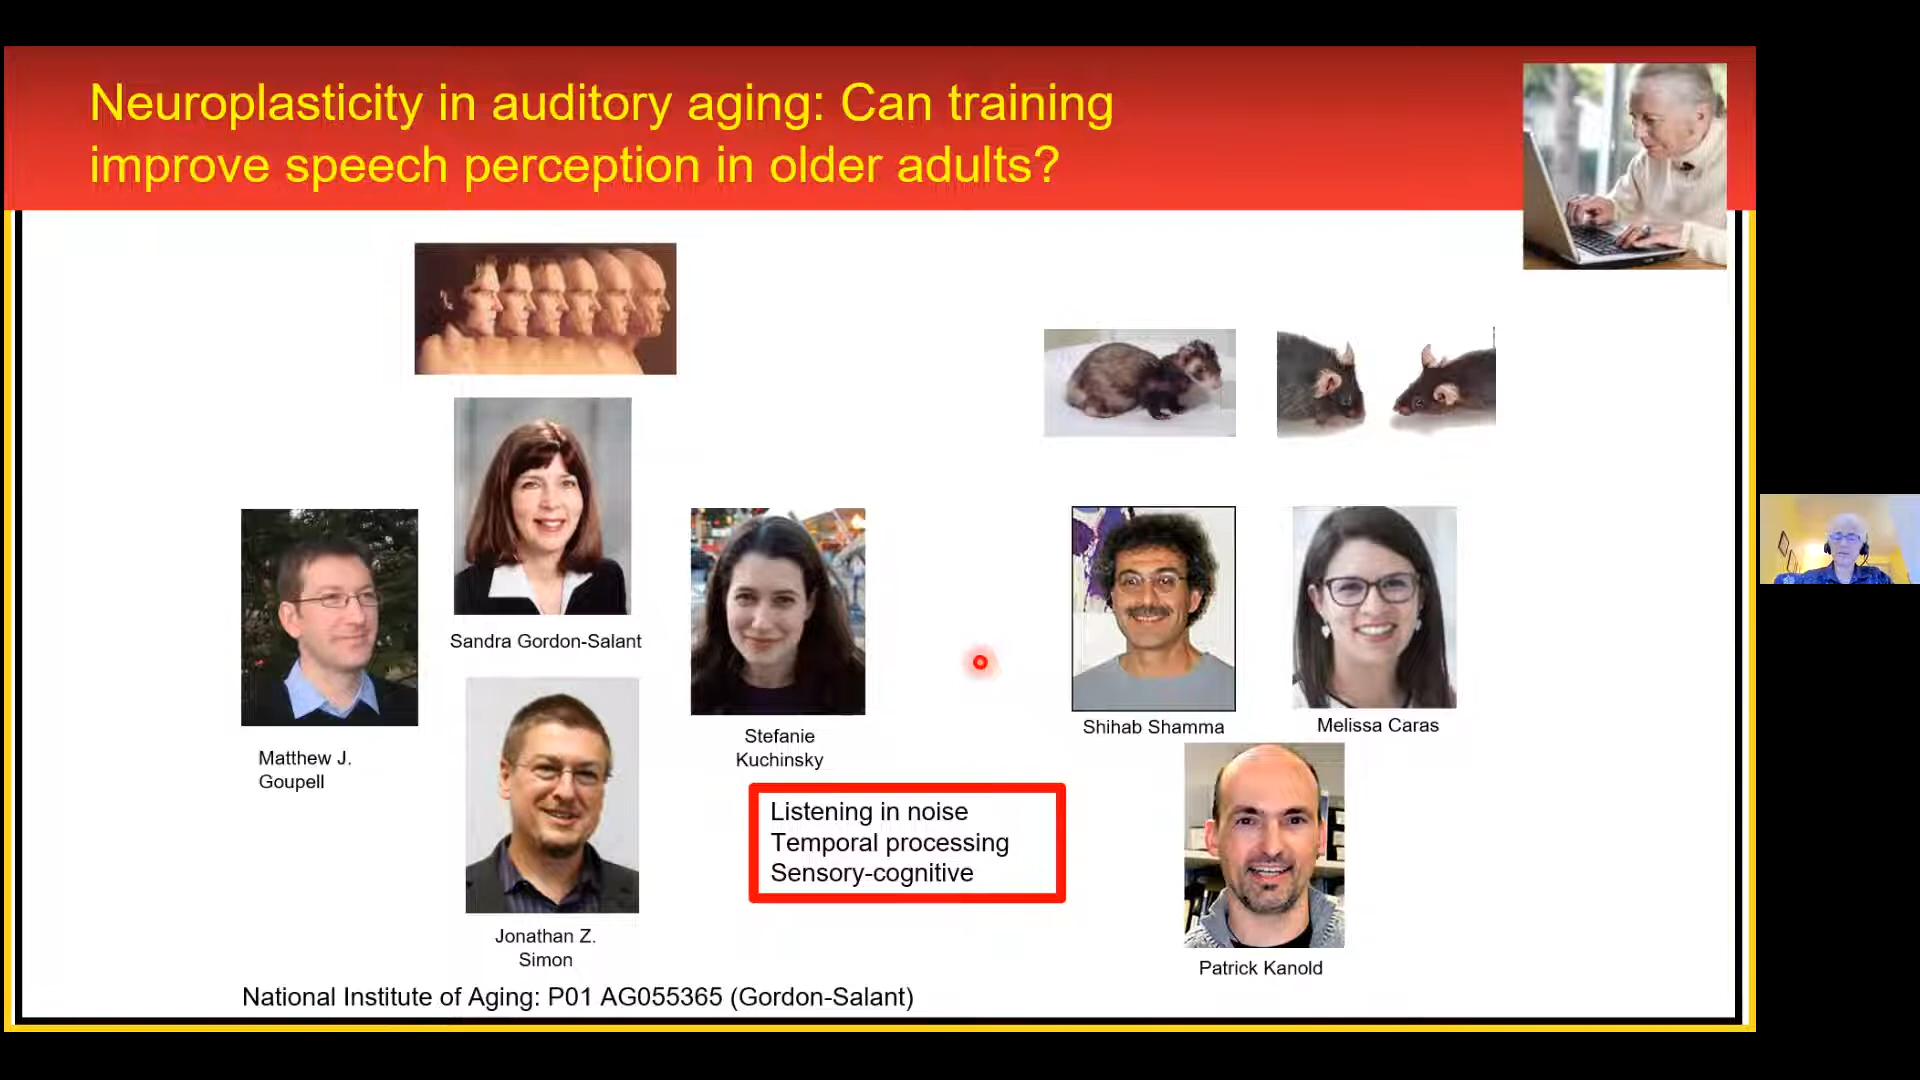 Neuroplasticity in auditory aging: Can training
improve speech perception in older adults?
Sandra Gordon-Salant
Matthew J.
Goupell
Stefanie
Kuchinsky
Shihab Shamma
Melissa Caras
Listening in noise
Temporal processing
Sensory-cognitive
Jonathan Z.
Simon
Patrick Kanold
National Institute of Aging: P01 AG055365 (Gordon-Salant)